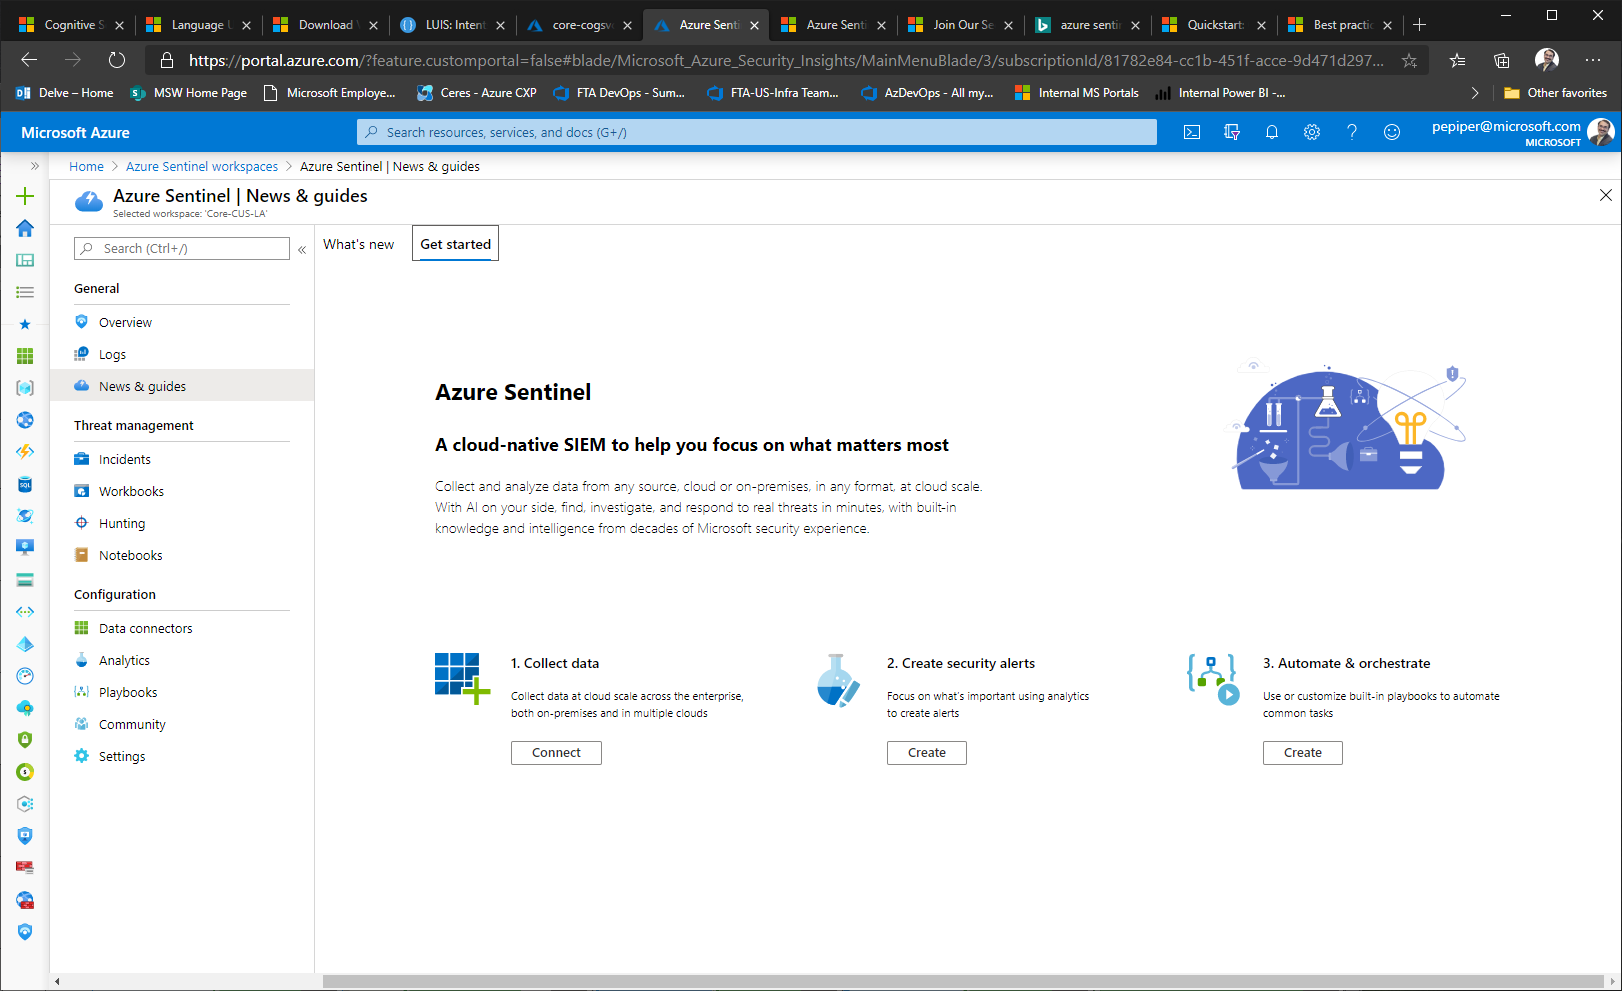 Cognitive S
Language U
Download
LUIS: Intent
core-cogsv
Azure Senti
Azure Senti
Join Our Se
azure senti
Quickstart:
Best practic
https://portal.azure.com/?feature.customportal=false#blade/Microsoft_Azure_Security_Insights/MainMenuBlade/3/subscriptionId/81782e84-cc1b-451f-acce-9d471d297...
Delve – Home
MSW Home Page
Microsoft Employe...
Ceres - Azure CXP
FTA DevOps - Sum...
FTA-US-Infra Team...
AzDevOps - All my...
Internal MS Portals
Internal Power BI -...
Other favorites
Microsoft Azure
Search resources, services, and docs (G+/)
pepiper@microsoft.com
MICROSOFT
Home > Azure Sentinel workspaces > Azure Sentinel | News & guides
Azure Sentinel | News & guides
Selected workspace: 'Core-CUS-LA'
Search (Ctrl+/)
What's new
Get started
General
Overview
Logs
News & guides
Threat management
Incidents
Workbooks
Hunting
Notebooks
Configuration
Data connectors
Analytics
Playbooks
Community
Settings
Azure Sentinel
A cloud-native SIEM to help you focus on what matters most
Collect and analyze data from any source, cloud or on-premises, in any format, at cloud scale.
With AI on your side, find, investigate, and respond to real threats in minutes, with built-in
knowledge and intelligence from decades of Microsoft security experience.
1. Collect data
Collect data at cloud scale across the enterprise,
both on-premises and in multiple clouds
Connect
2. Create security alerts
Focus on what's important using analytics
to create alerts
Create
3. Automate & orchestrate
Use or customize built-in playbooks to automate
common tasks
Create